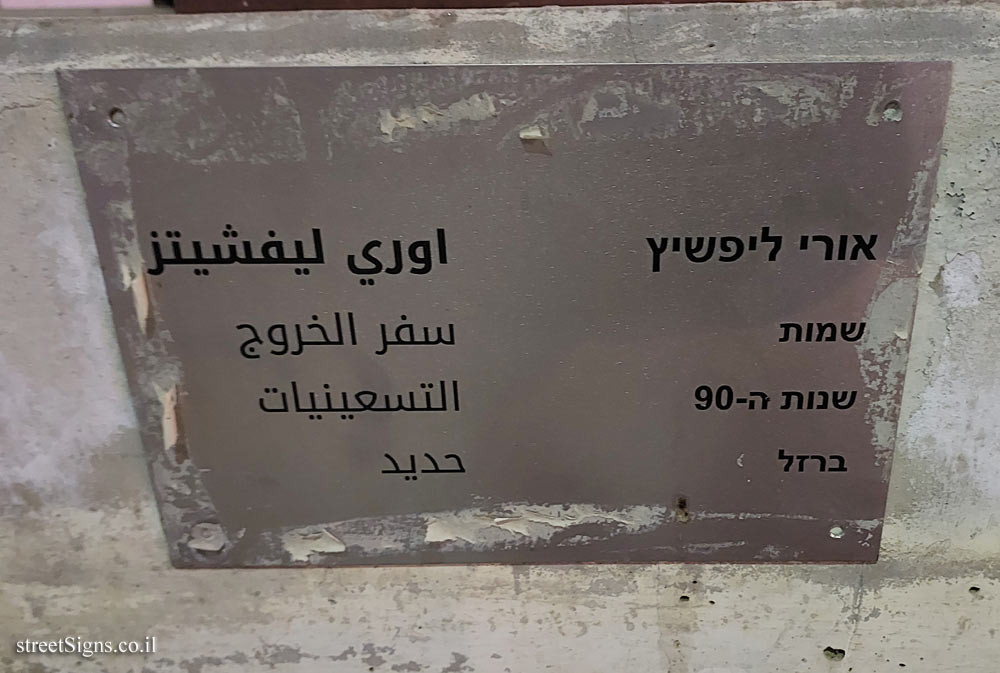 אורי ליפשיץ
שמות
שנות ה-90
ברזל
اوري ليفشيتز
سفر الخروج
التسعينيات
حديد
streetSigns.co.il